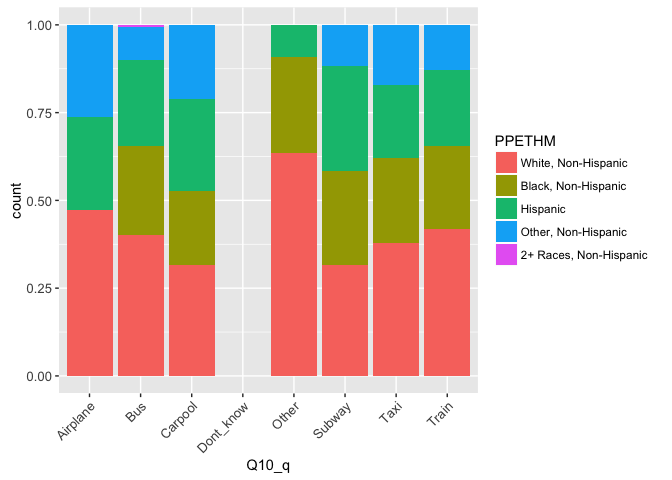 1.00
0.75
0.50
0.25
0.00
count
Airplane
Bus
Carpool
Dont_know
Other
Subway
Taxi
Train
Q10_q
PPETHM
White, Non-Hispanic
Black, Non-Hispanic
Hispanic
Other, Non-Hispanic
2+ Races, Non-Hispanic